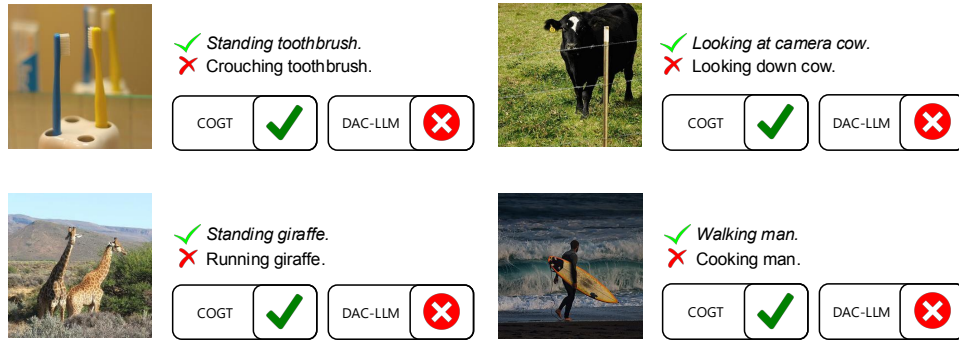 Standing toothbrush.
Crouching toothbrush.
COGT
DAC-LLM
Looking at camera cow.
Looking down cow.
COGT
DAC-LLM
Standing giraffe.
Running giraffe.
COGT
DAC-LLM
Walking man.
Cooking man.
COGT
DAC-LLM